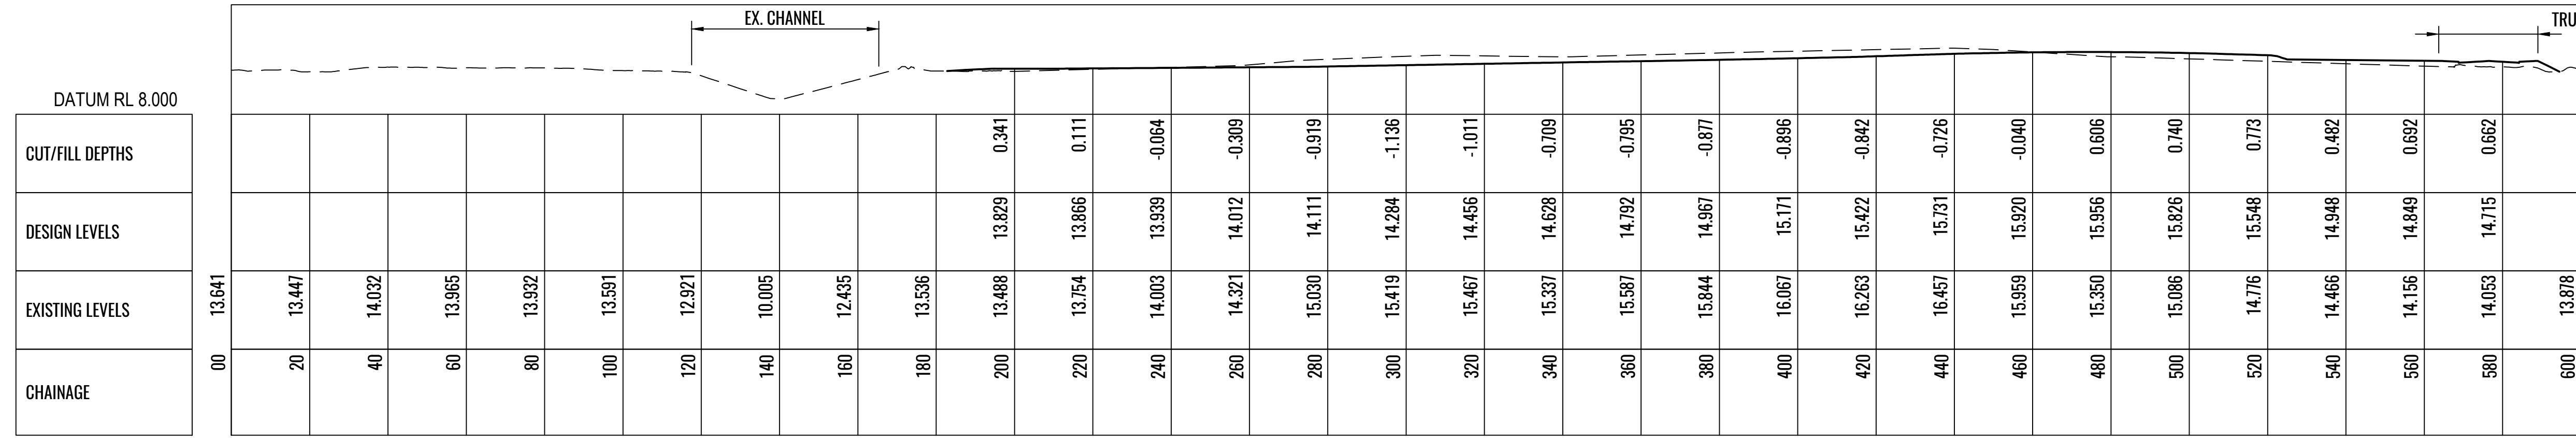 EX. CHANNEL
TRU
DATUM RL 8.000
CUT/FILL DEPTHS 0.341 0.111 -0.064 -0.309 -0.919 -1.136 -1.011 -0.709 -0.795 -0.877 -0.896 -0.842 -0.726 -0.040 0.606 0.740 0.773 0.482 0.692 0.662
DESIGN LEVELS 13.829 13.866 13.939 14.012 14.111 14.284 14.456 14.628 14.792 14.967 15.171 15.422 15.731 15.920 15.956 15.826 15.548 14.948 14.849 14.715
EXISTING LEVELS 13.641 13.447 14.032 13.965 13.932 13.591 12.921 10.005 12.435 13.536 13.488 13.754 14.003 14.321 15.030 15.419 15.467 15.337 15.587 15.844 16.067 16.263 16.457 15.959 15.350 15.086 14.776 14.466 14.156 14.053 13.878
CHAINAGE 00 20 40 60 80 100 120 140 160 180 200 220 240 260 280 300 320 340 360 380 400 420 440 460 480 500 520 540 560 580 600